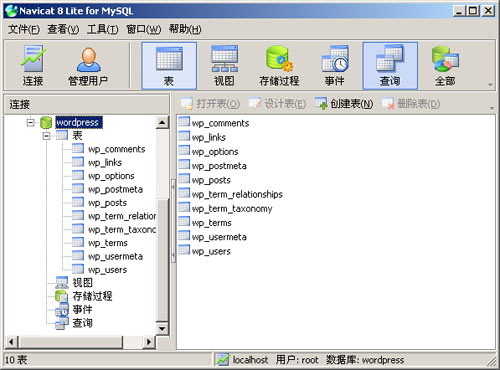 Navicat 8 Lite for MySQL
文件(F) 查看(V) 工具(T) 窗口(W) 帮助(H)
连接 管理用户 表 视图 存储过程 事件 查询 全部
连接
打开表(O) 设计表(E) 创建表(N) 删除表(D)
wordpress
表
wp_comments
wp_links
wp_options
wp_postmeta
wp_posts
wp_term_relation
wp_term_taxono
wp_terms
wp_usermeta
wp_users
视图
存储过程
事件
查询
wp_comments
wp_links
wp_options
wp_postmeta
wp_posts
wp_term_relationships
wp_term_taxonomy
wp_terms
wp_usermeta
wp_users
10 表 localhost 用户: root 数据库: wordpress